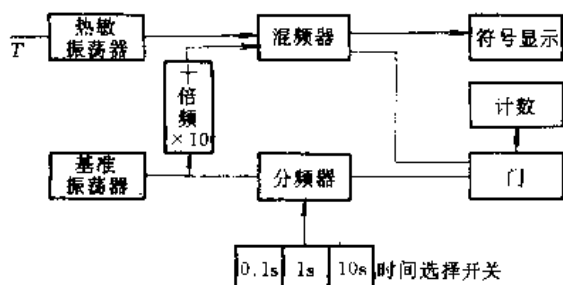 T
热敏
振荡器
混频器
符号显示
十
倍
频
×10
计数
基准
振荡器
分频器
门
0.1s 1s 10s 时间选择开关